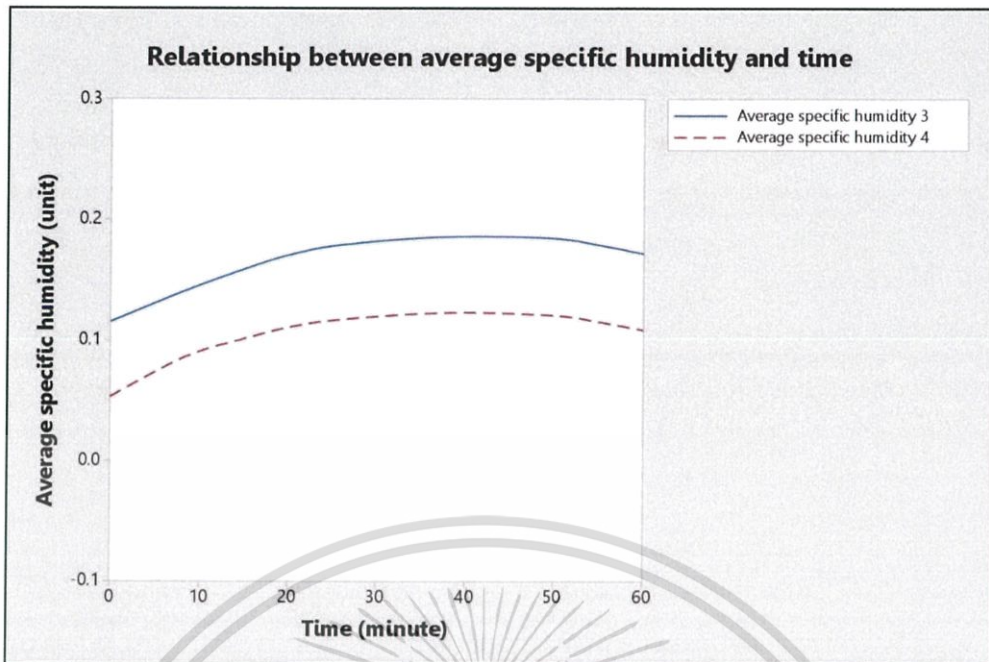 Relationship between average specific humidity and time
0.3
0.2
0.1
0.0
-0.1
Average specific humidity (unit)
0 10 20 30 40 50 60
Time (minute)
Average specific humidity 3
Average specific humidity 4